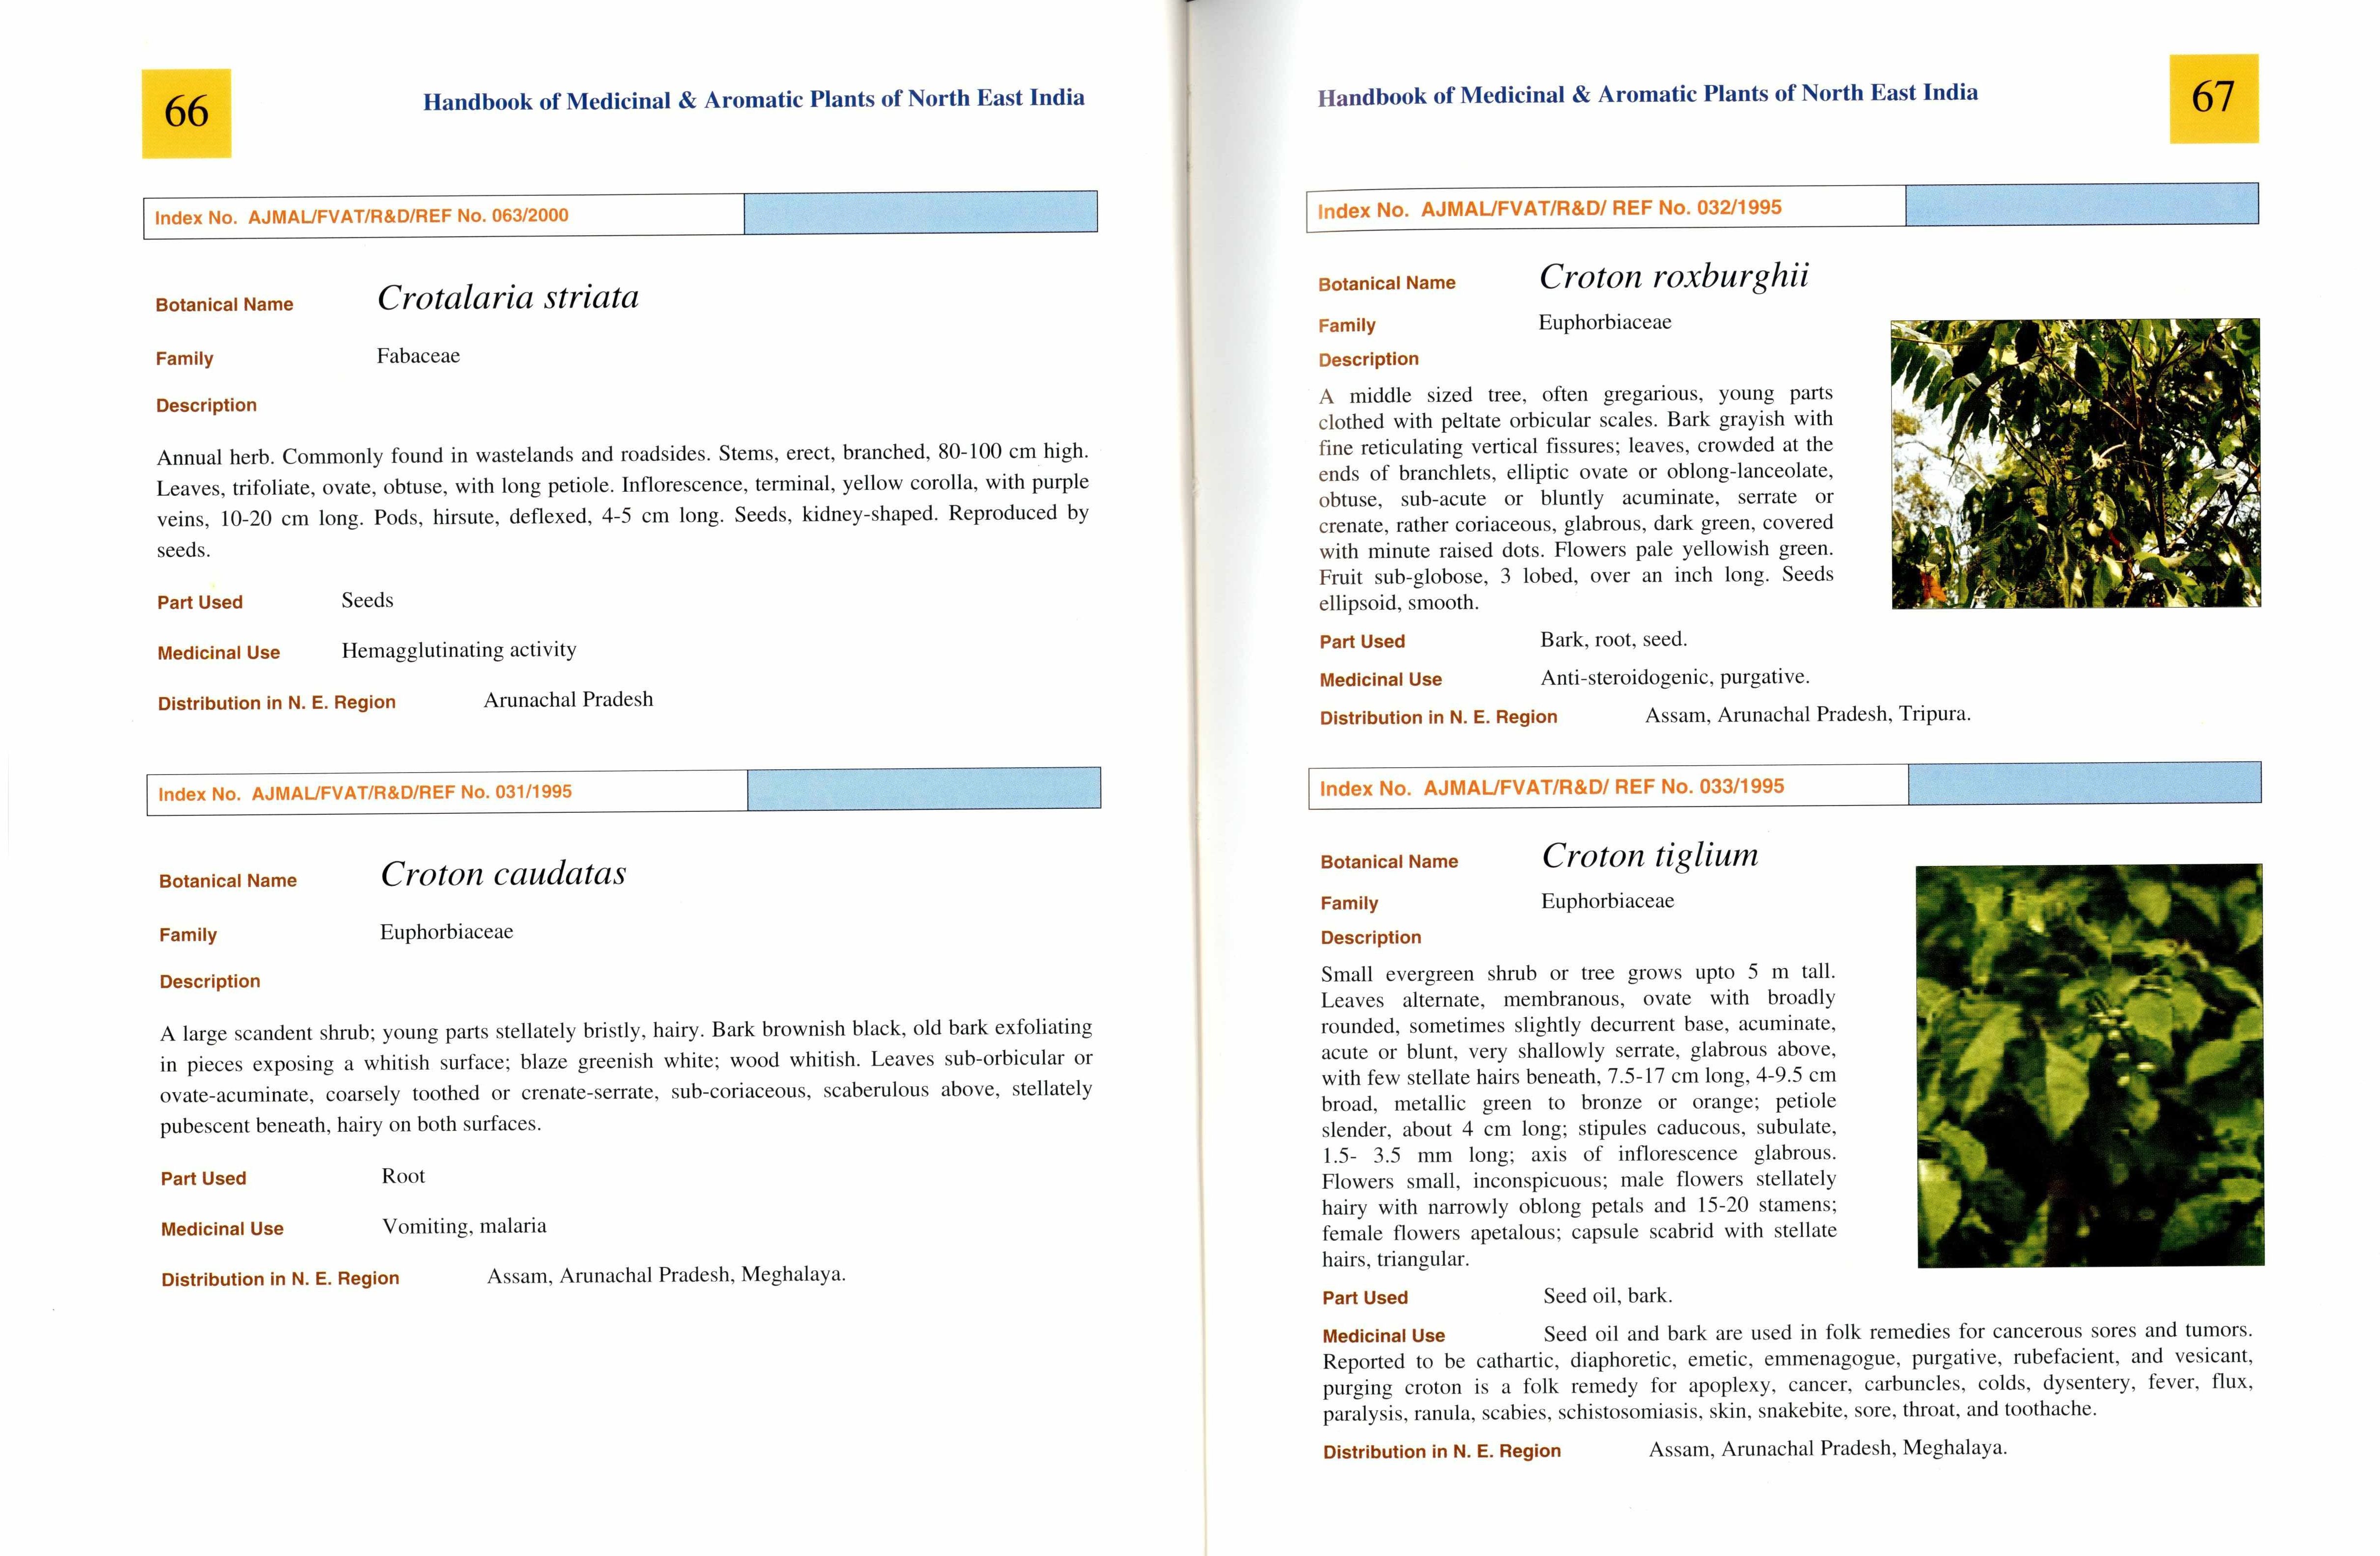 66
Handbook of Medicinal & Aromatic Plants of North East India
Index No. AJMAL/FVAT/R&D/REF No. 063/2000
Botanical Name Crotalaria striata
Family Fabaceae
Description
Annual herb. Commonly found in wastelands and roadsides. Stems, erect, branched, 80-100 cm high.
Leaves, trifoliate, ovate, obtuse, with long petiole. Inflorescence, terminal, yellow corolla, with purple
veins, 10-20 cm long. Pods, hirsute, deflexed, 4-5 cm long. Seeds, kidney-shaped. Reproduced by
seeds.
Part Used Seeds
Medicinal Use Hemagglutinating activity
Distribution in N. E. Region Arunachal Pradesh
Index No. AJMAL/FVAT/R&D/REF No. 031/1995
Botanical Name Croton caudatas
Family Euphorbiaceae
Description
A large scandent shrub; young parts stellately bristly, hairy. Bark brownish black, old bark exfoliating
in pieces exposing a whitish surface; blaze greenish white; wood whitish. Leaves sub-orbicular or
ovate-acuminate, coarsely toothed or crenate-serrate, sub-coriaceous, scaberulous above, stellately
pubescent beneath, hairy on both surfaces.
Part Used Root
Medicinal Use Vomiting, malaria
Distribution in N. E. Region Assam, Arunachal Pradesh, Meghalaya.
Handbook of Medicinal & Aromatic Plants of North East India
67
Index No. AJMAL/FVAT/R&D/ REF No. 032/1995
Botanical Name Croton roxburghii
Family Euphorbiaceae
Description
A middle sized tree, often gregarious, young parts
clothed with peltate orbicular scales. Bark grayish with
fine reticulating vertical fissures; leaves, crowded at the
ends of branchlets, elliptic ovate or oblong-lanceolate,
obtuse, sub-acute or bluntly acuminate, serrate or
crenate, rather coriaceous, glabrous, dark green, covered
with minute raised dots. Flowers pale yellowish green.
Fruit sub-globose, 3 lobed, over an inch long. Seeds
ellipsoid, smooth.
Part Used Bark, root, seed.
Medicinal Use Anti-steroidogenic, purgative.
Distribution in N. E. Region Assam, Arunachal Pradesh, Tripura.
Index No. AJMAL/FVAT/R&D/ REF No. 033/1995
Botanical Name Croton tiglium
Family Euphorbiaceae
Description
Small evergreen shrub or tree grows upto 5 m tall.
Leaves alternate, membranous, ovate with broadly
rounded, sometimes slightly decurrent base, acuminate,
acute or blunt, very shallowly serrate, glabrous above,
with few stellate hairs beneath, 7.5-17 cm long, 4-9.5 cm
broad, metallic green to bronze or orange; petiole
slender, about 4 cm long; stipules caducous, subulate,
1.5- 3.5 mm long; axis of inflorescence glabrous.
Flowers small, inconspicuous; male flowers stellately
hairy with narrowly oblong petals and 15-20 stamens;
female flowers apetalous; capsule scabrid with stellate
hairs, triangular.
Part Used Seed oil, bark.
Medicinal Use Seed oil and bark are used in folk remedies for cancerous sores and tumors.
Reported to be cathartic, diaphoretic, emetic, emmenagogue, purgative, rubefacient, and vesicant,
purging croton is a folk remedy for apoplexy, cancer, carbuncles, colds, dysentery, fever, flux,
paralysis, ranula, scabies, schistosomiasis, skin, snakebite, sore, throat, and toothache.
Distribution in N. E. Region Assam, Arunachal Pradesh, Meghalaya.